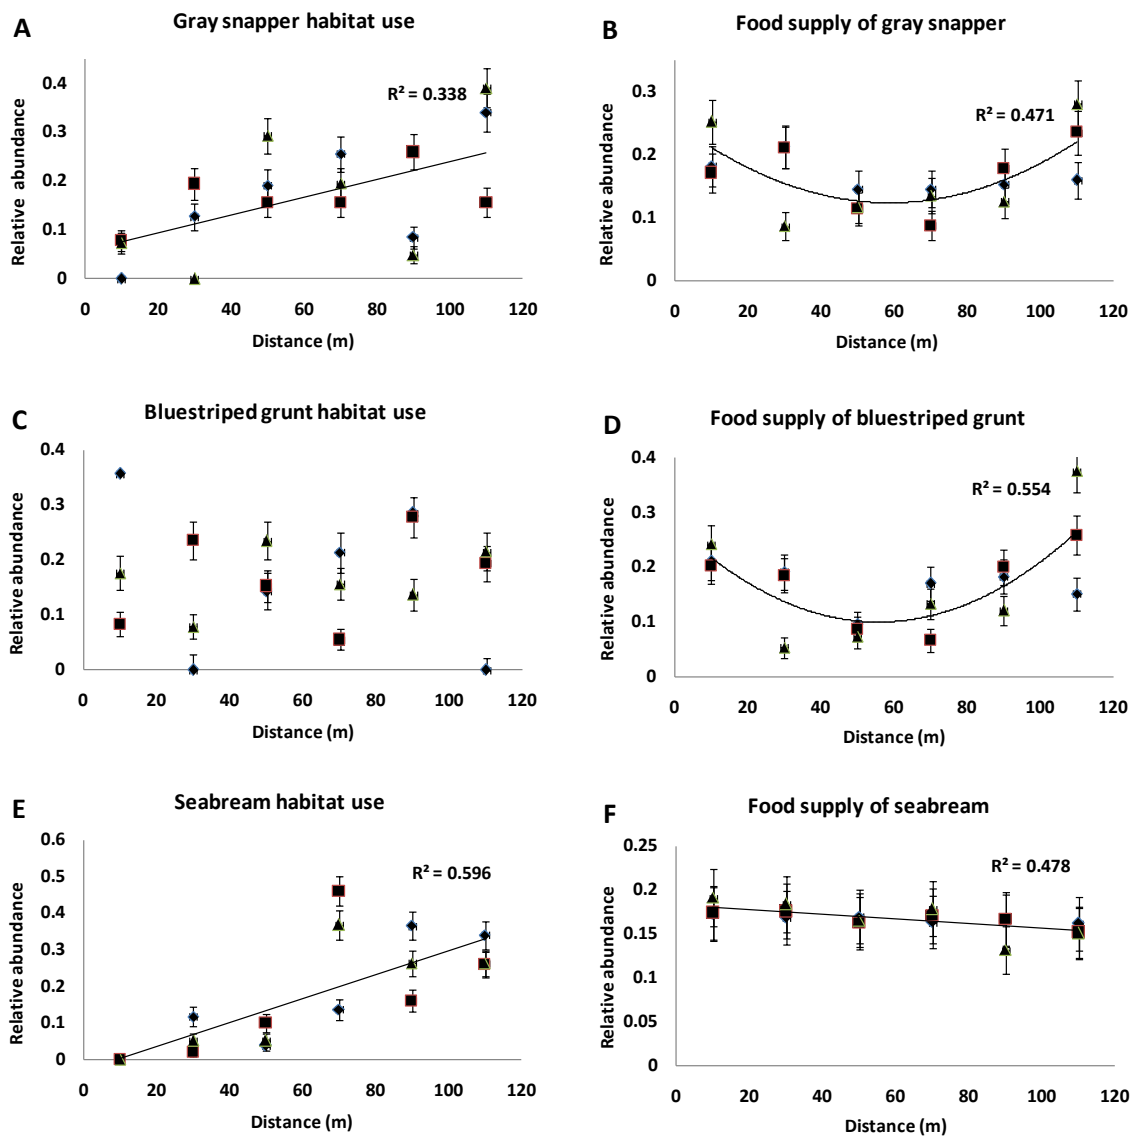 A
Gray snapper habitat use
Relative abundance
0.4
0.3
0.2
0.1
0
R² = 0.338
0 20 40 60 80 100 120
Distance (m)
B
Food supply of gray snapper
Relative abundance
0.3
0.2
0.1
0
R² = 0.471
0 20 40 60 80 100 120
Distance (m)
C
Bluestriped grunt habitat use
Relative abundance
0.4
0.3
0.2
0.1
0
0 20 40 60 80 100 120
Distance (m)
D
Food supply of bluestriped grunt
Relative abundance
0.4
0.3
0.2
0.1
0
R² = 0.554
0 20 40 60 80 100 120
Distance (m)
E
Seabream habitat use
Relative abundance
0.6
0.5
0.4
0.3
0.2
0.1
0
R² = 0.596
0 20 40 60 80 100 120
Distance (m)
F
Food supply of seabream
Relative abundance
0.25
0.2
0.15
0.1
0.05
0
R² = 0.478
0 20 40 60 80 100 120
Distance (m)